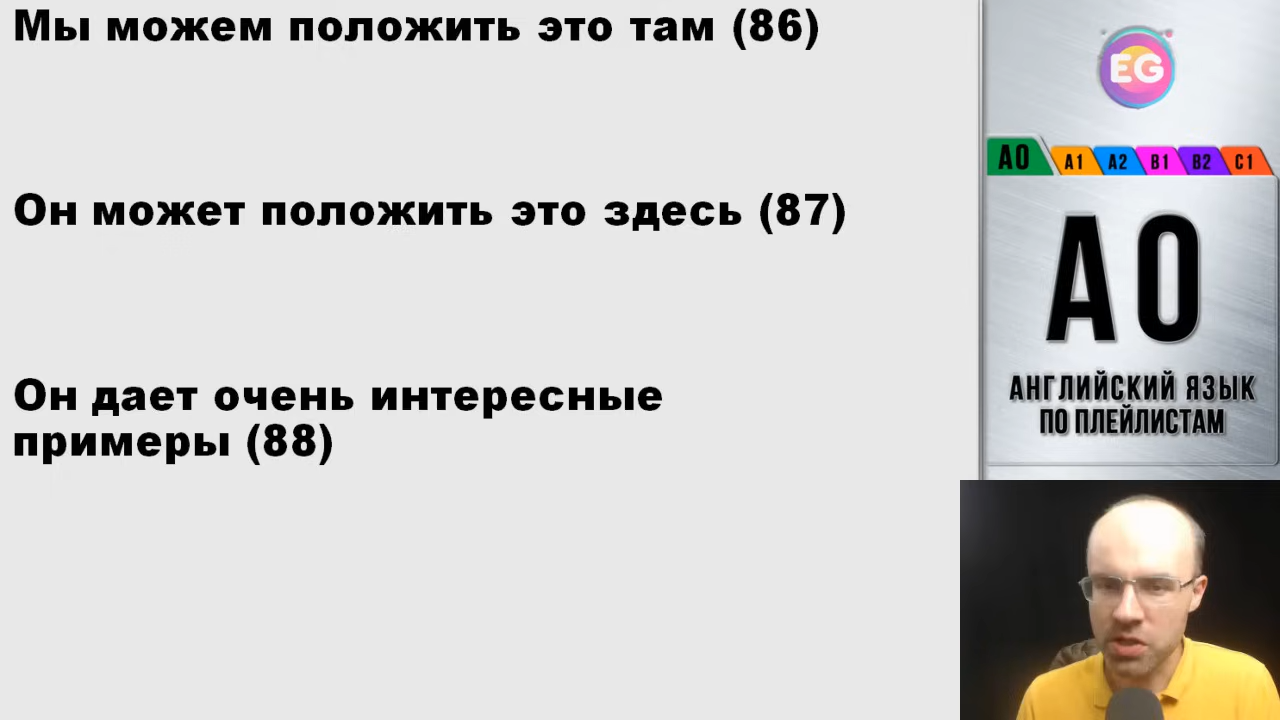 Мы можем положить это там (86)
Он может положить это здесь (87)
Он дает очень интересные
примеры (88)
EG
A0 A1 A2 B1 B2 C1
A0
АНГЛИЙСКИЙ ЯЗЫК
ПО ПЛЕЙЛИСТАМ